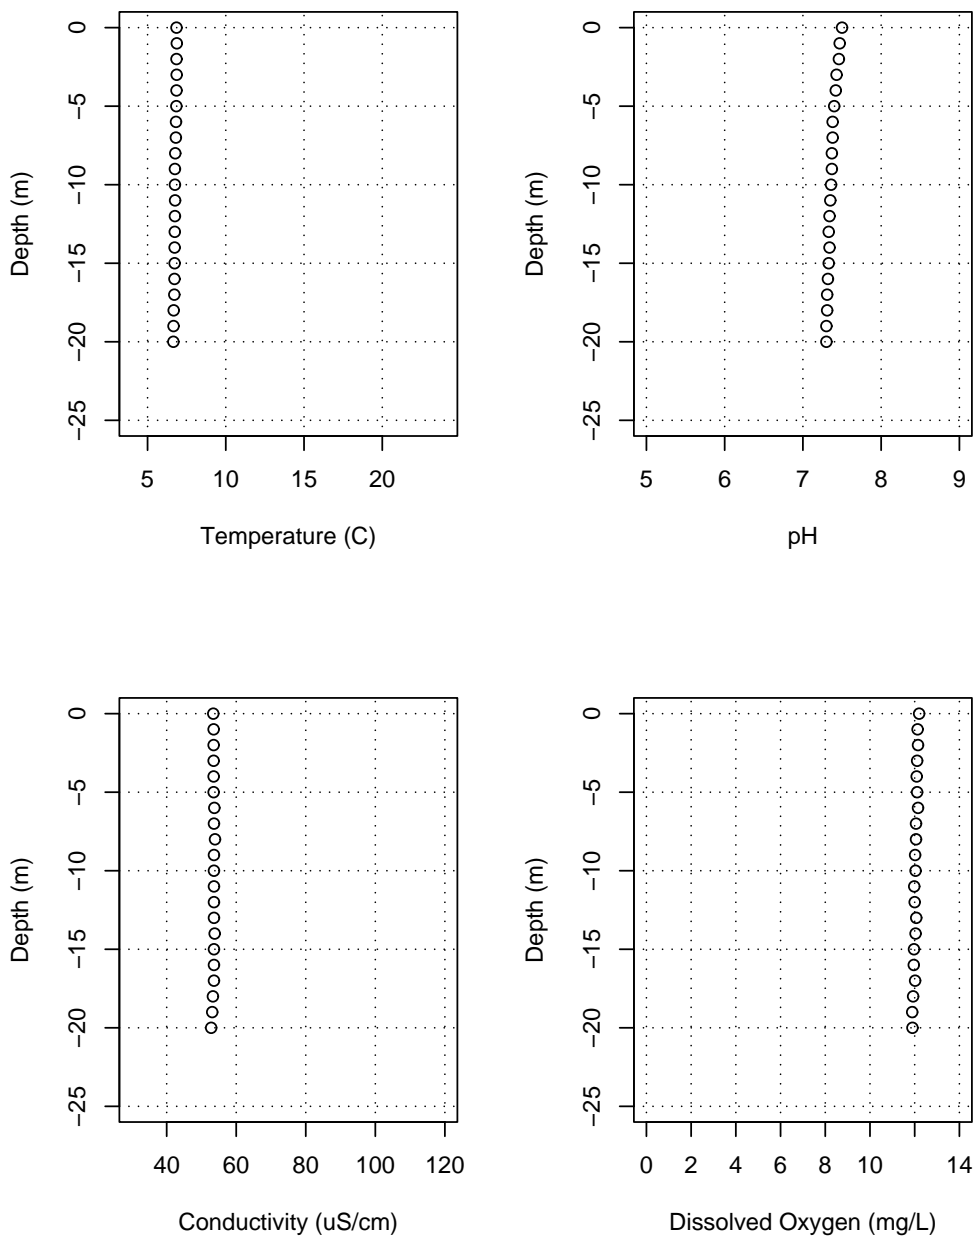 0
−5
−10
−15
−20
−25
Depth (m)
5 10 15 20
Temperature (C)
0
−5
−10
−15
−20
−25
Depth (m)
5 6 7 8 9
pH
0
−5
−10
−15
−20
−25
Depth (m)
40 60 80 100 120
Conductivity (uS/cm)
0
−5
−10
−15
−20
−25
Depth (m)
0 2 4 6 8 10 12 14
Dissolved Oxygen (mg/L)